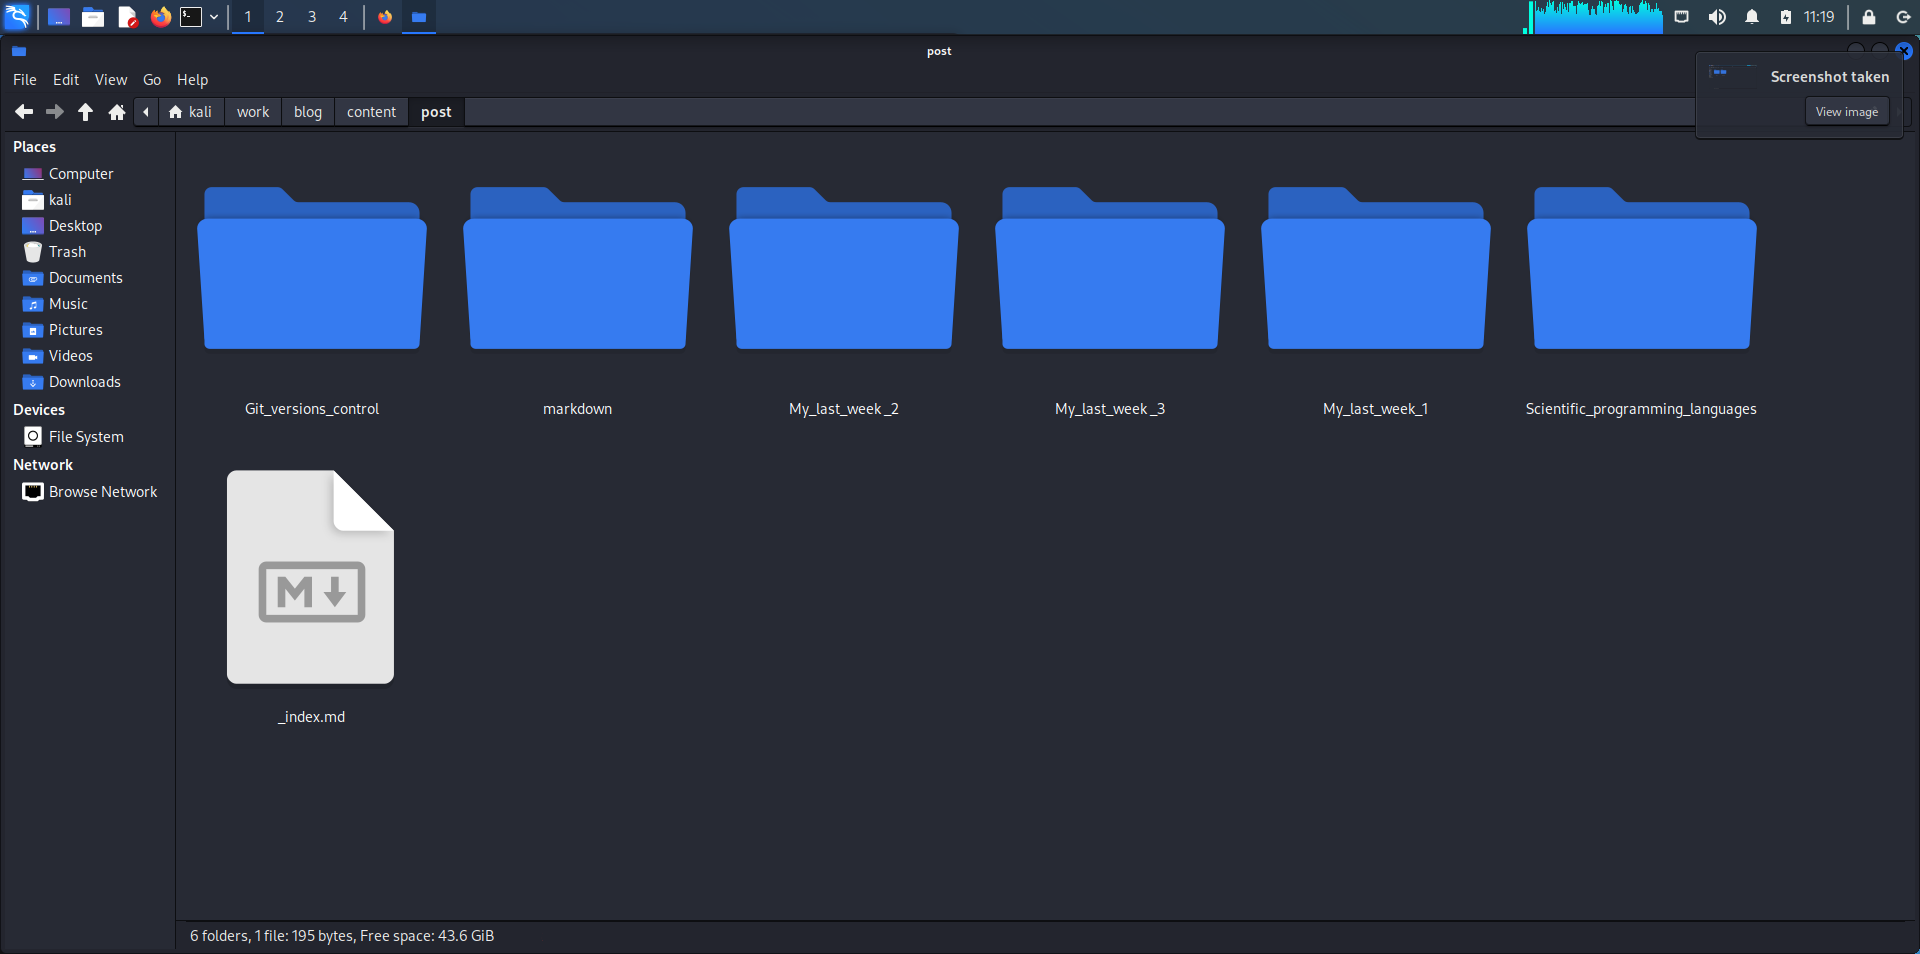 1 2 3 4 11:19
post
File Edit View Go Help
Screenshot taken
View image
kali work blog content post
Places
Computer
kali
Desktop
Trash
Documents
Music
Pictures
Videos
Downloads
Devices
File System
Network
Browse Network
Git_versions_control markdown My_last_week_2 My_last_week_3 My_last_week_1 Scientific_programming_languages
M
_index.md
6 folders, 1 file: 195 bytes, Free space: 43.6 GiB